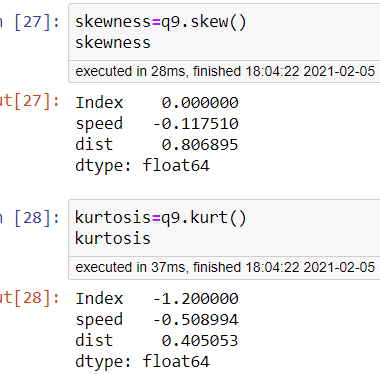 [27]: skewness=q9.skew()
skewness
executed in 28ms, finished 18:04:22 2021-02-05
ut[27]: Index 0.000000
speed -0.117510
dist 0.806895
dtype: float64
n [28]: kurtosis=q9.kurt()
kurtosis
executed in 37ms, finished 18:04:22 2021-02-05
ut[28]: Index -1.200000
speed -0.508994
dist 0.405053
dtype: float64